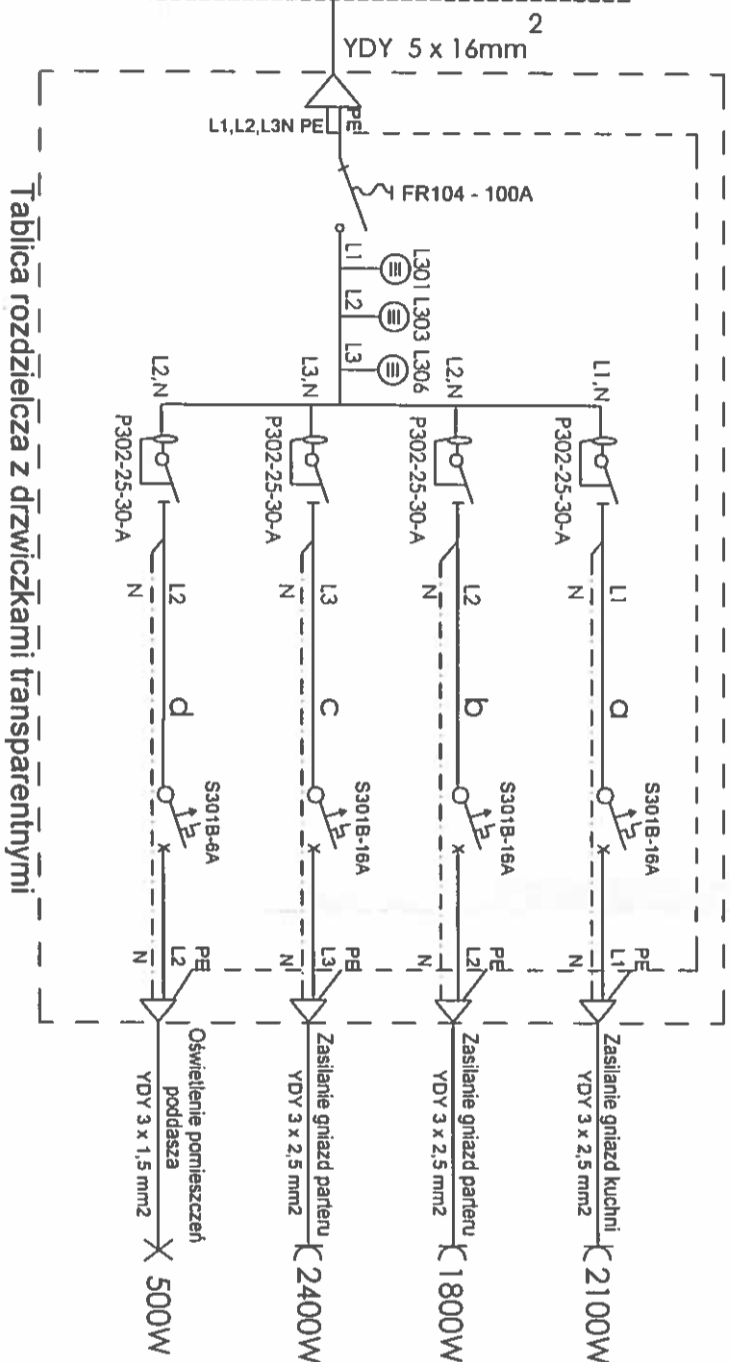 2
YDY 5 x 16mm
L1,L2,L3N PE
PE
FR104 - 100A
L1
L301
L2
L303
L3
L306
L1,N
P302-25-30-A
L1
N
a
S301B-16A
PE
L1
N
Zasilanie gniazd kuchni
YDY 3 x 2,5 mm2
2100W
L2,N
P302-25-30-A
L2
N
b
S301B-16A
PE
L2
N
Zasilanie gniazd parteru
YDY 3 x 2,5 mm2
1800W
L3,N
P302-25-30-A
L3
N
c
S301B-16A
PE
L3
N
Zasilanie gniazd parteru
YDY 3 x 2,5 mm2
2400W
L2,N
P302-25-30-A
L2
N
d
S301B-6A
PE
L2
N
Oświetlenie pomieszczeń
poddasza
YDY 3 x 1,5 mm2
500W
Tablica rozdzielcza z drzwiczkami transparentnymi